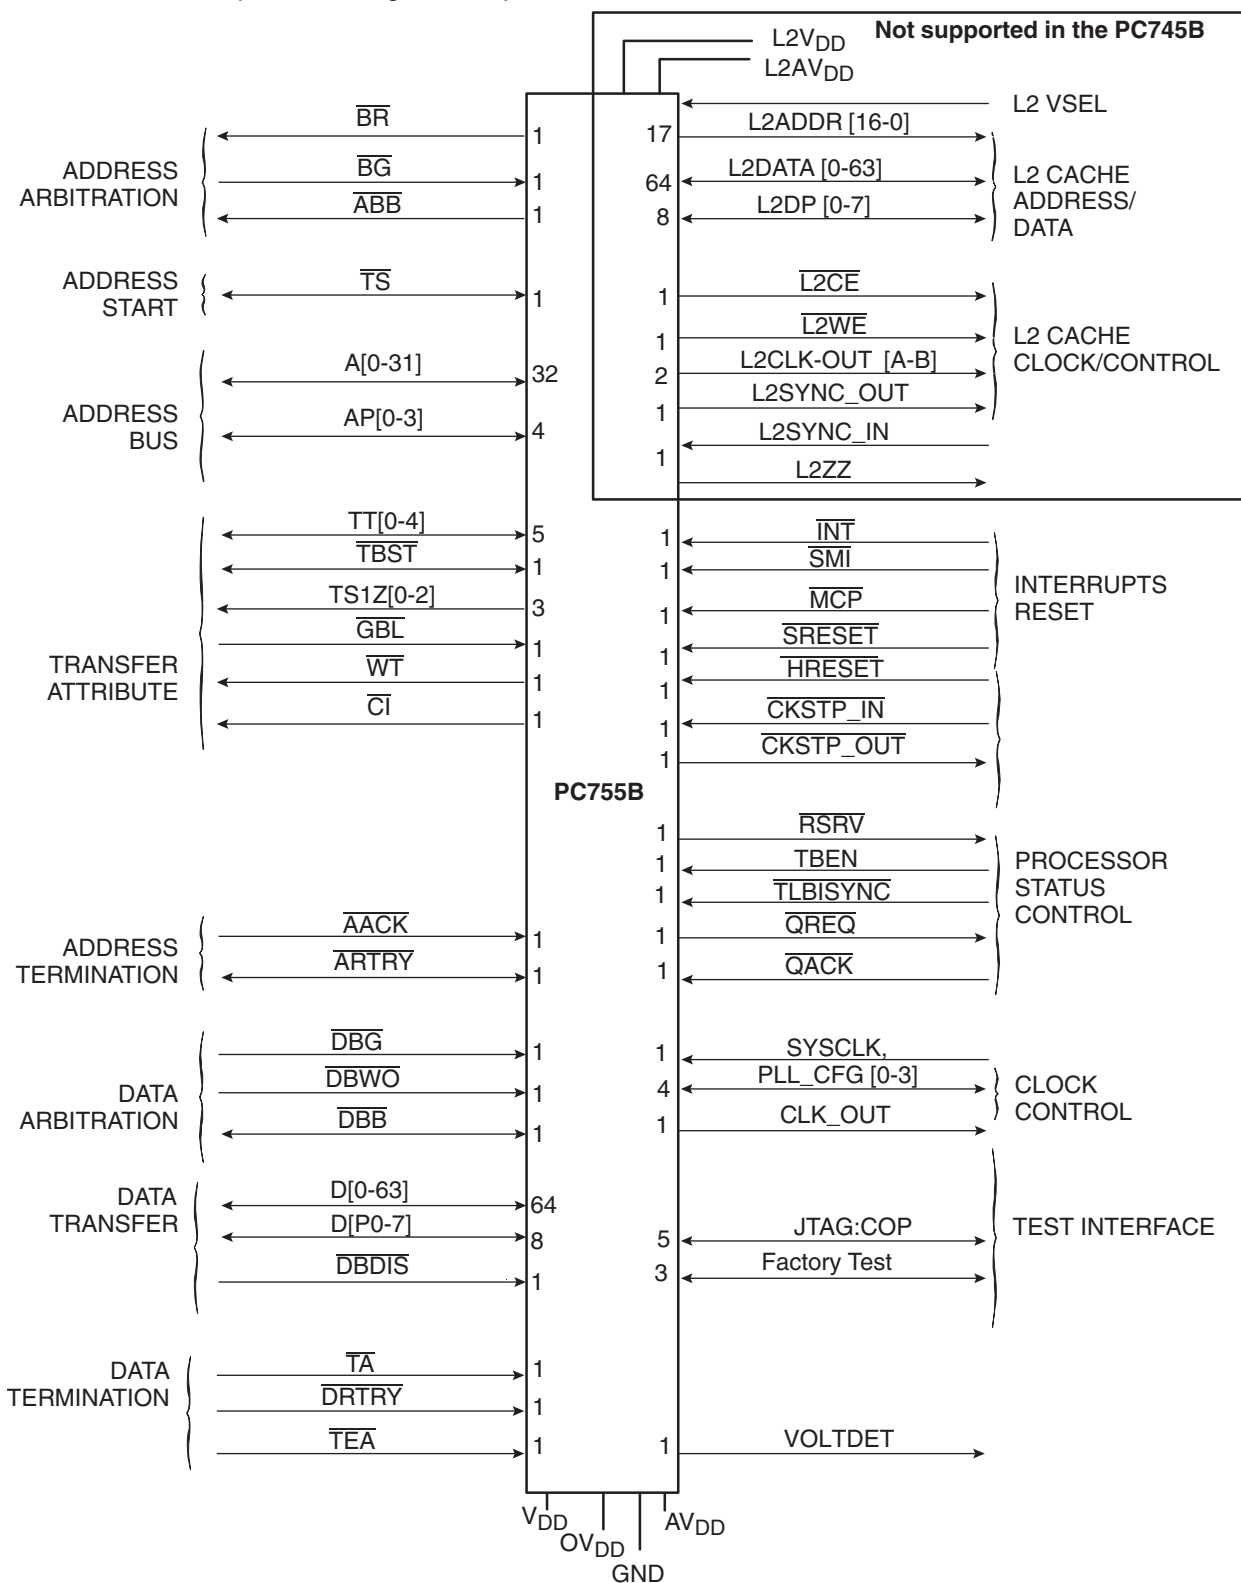 Not supported in the PC745B
L2VDD
L2AVDD
ADDRESS
ARBITRATION
BR 1
BG 1
ABB 1
ADDRESS
START
TS 1
ADDRESS
BUS
A[0-31] 32
AP[0-3] 4
TRANSFER
ATTRIBUTE
TT[0-4] 5
TBST 1
TS1Z[0-2] 3
GBL 1
WT 1
CI 1
PC755B
ADDRESS
TERMINATION
AACK 1
ARTRY 1
DATA
ARBITRATION
DBG 1
DBWO 1
DBB 1
DATA
TRANSFER
D[0-63] 64
D[P0-7] 8
DBDIS 1
DATA
TERMINATION
TA 1
DRTRY 1
TEA 1
L2 VSEL
17 L2ADDR [16-0]
64 L2DATA [0-63]
8 L2DP [0-7]
L2 CACHE
ADDRESS/
DATA
1 L2CE
1 L2WE
2 L2CLK-OUT [A-B]
1 L2SYNC_OUT
L2SYNC_IN
1 L2ZZ
L2 CACHE
CLOCK/CONTROL
1 INT
1 SMI
1 MCP
1 SRESET
1 HRESET
1 CKSTP_IN
1 CKSTP_OUT
INTERRUPTS
RESET
1 RSRV
1 TBEN
1 TLBISYNC
1 QREQ
1 QACK
PROCESSOR
STATUS
CONTROL
1 SYSCLK,
4 PLL_CFG [0-3]
1 CLK_OUT
CLOCK
CONTROL
5 JTAG:COP
3 Factory Test
TEST INTERFACE
1 VOLTDET
VDD
OVDD
GND
AVDD